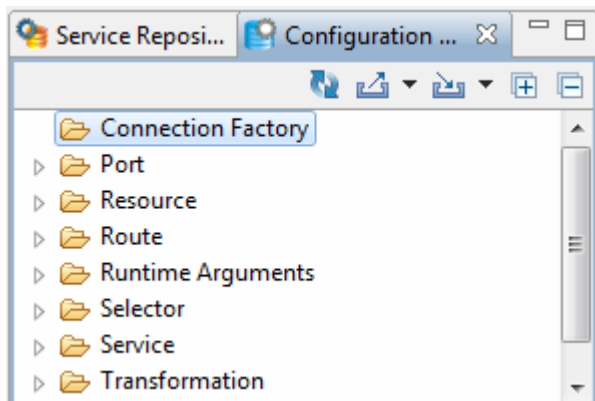 Service Reposi... Configuration ...
Connection Factory
Port
Resource
Route
Runtime Arguments
Selector
Service
Transformation